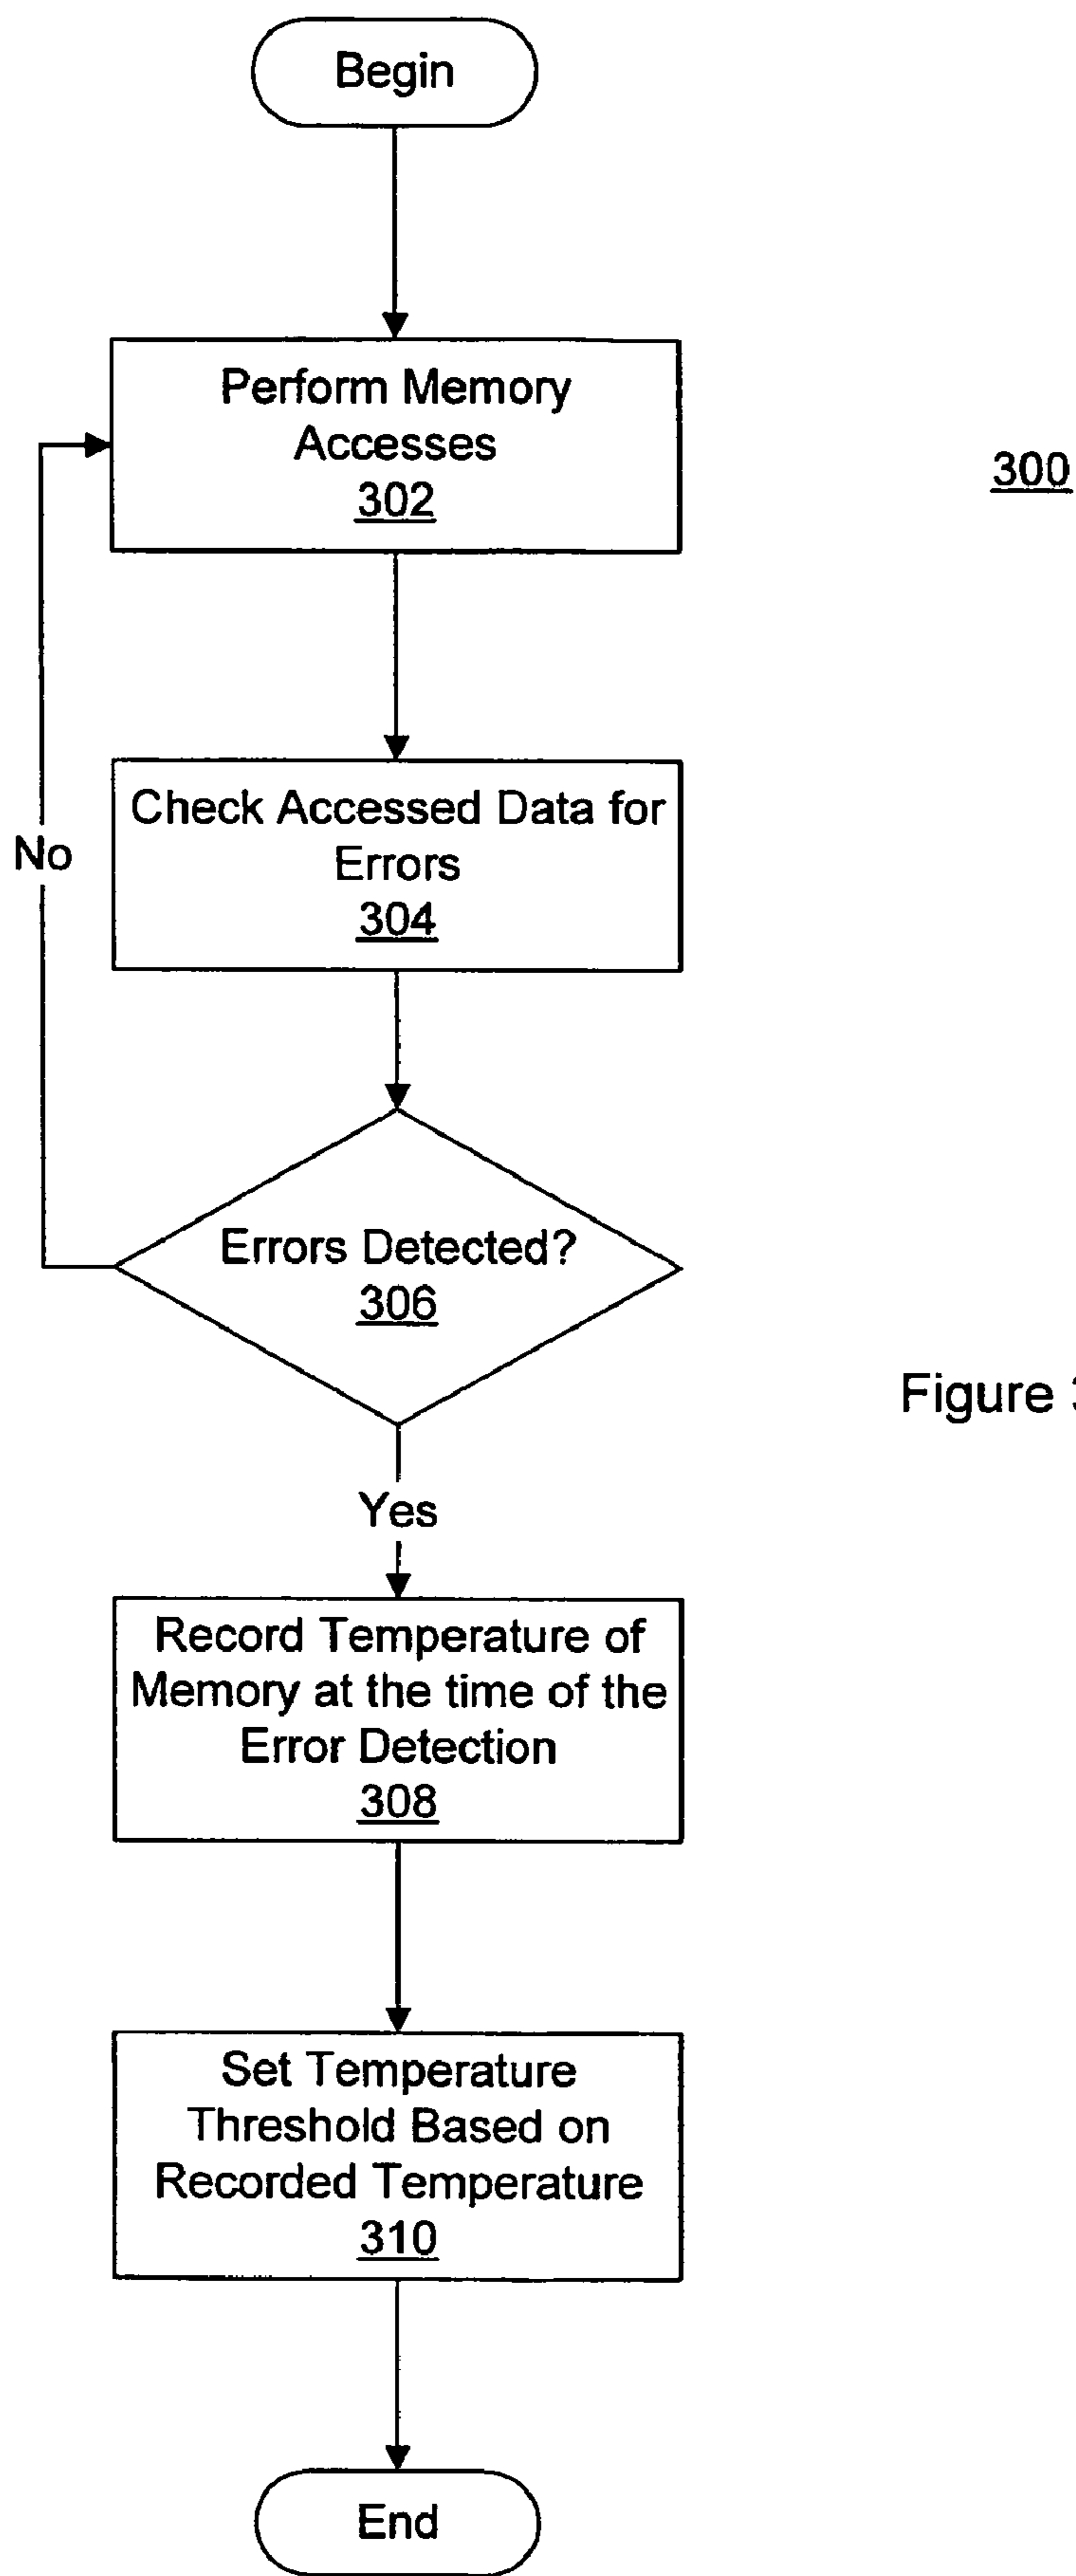 Begin
Perform Memory
Accesses
302
300
Check Accessed Data for
Errors
304
No
Errors Detected?
306
Figure
Yes
Record Temperature of
Memory at the time of the
Error Detection
308
Set Temperature
Threshold Based on
Recorded Temperature
310
End